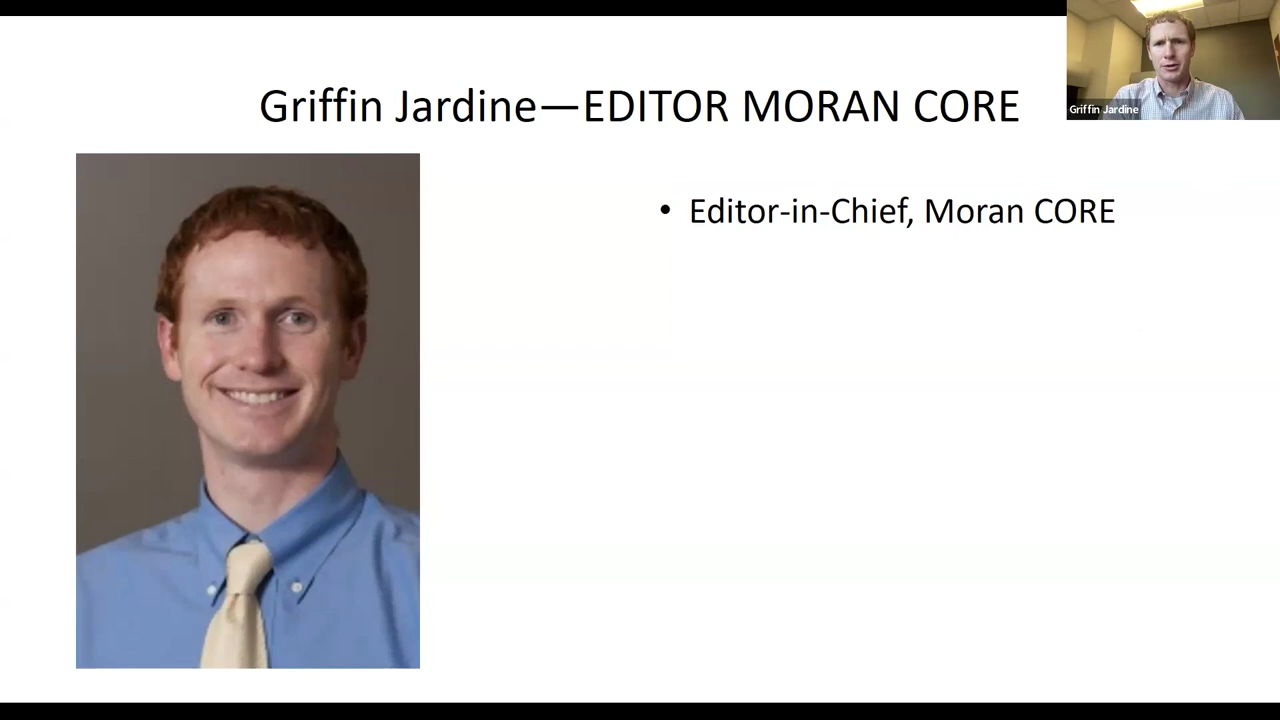 Griffin Jardine—EDITOR MORAN CORE
Griffin Jardine
• Editor-in-Chief, Moran CORE